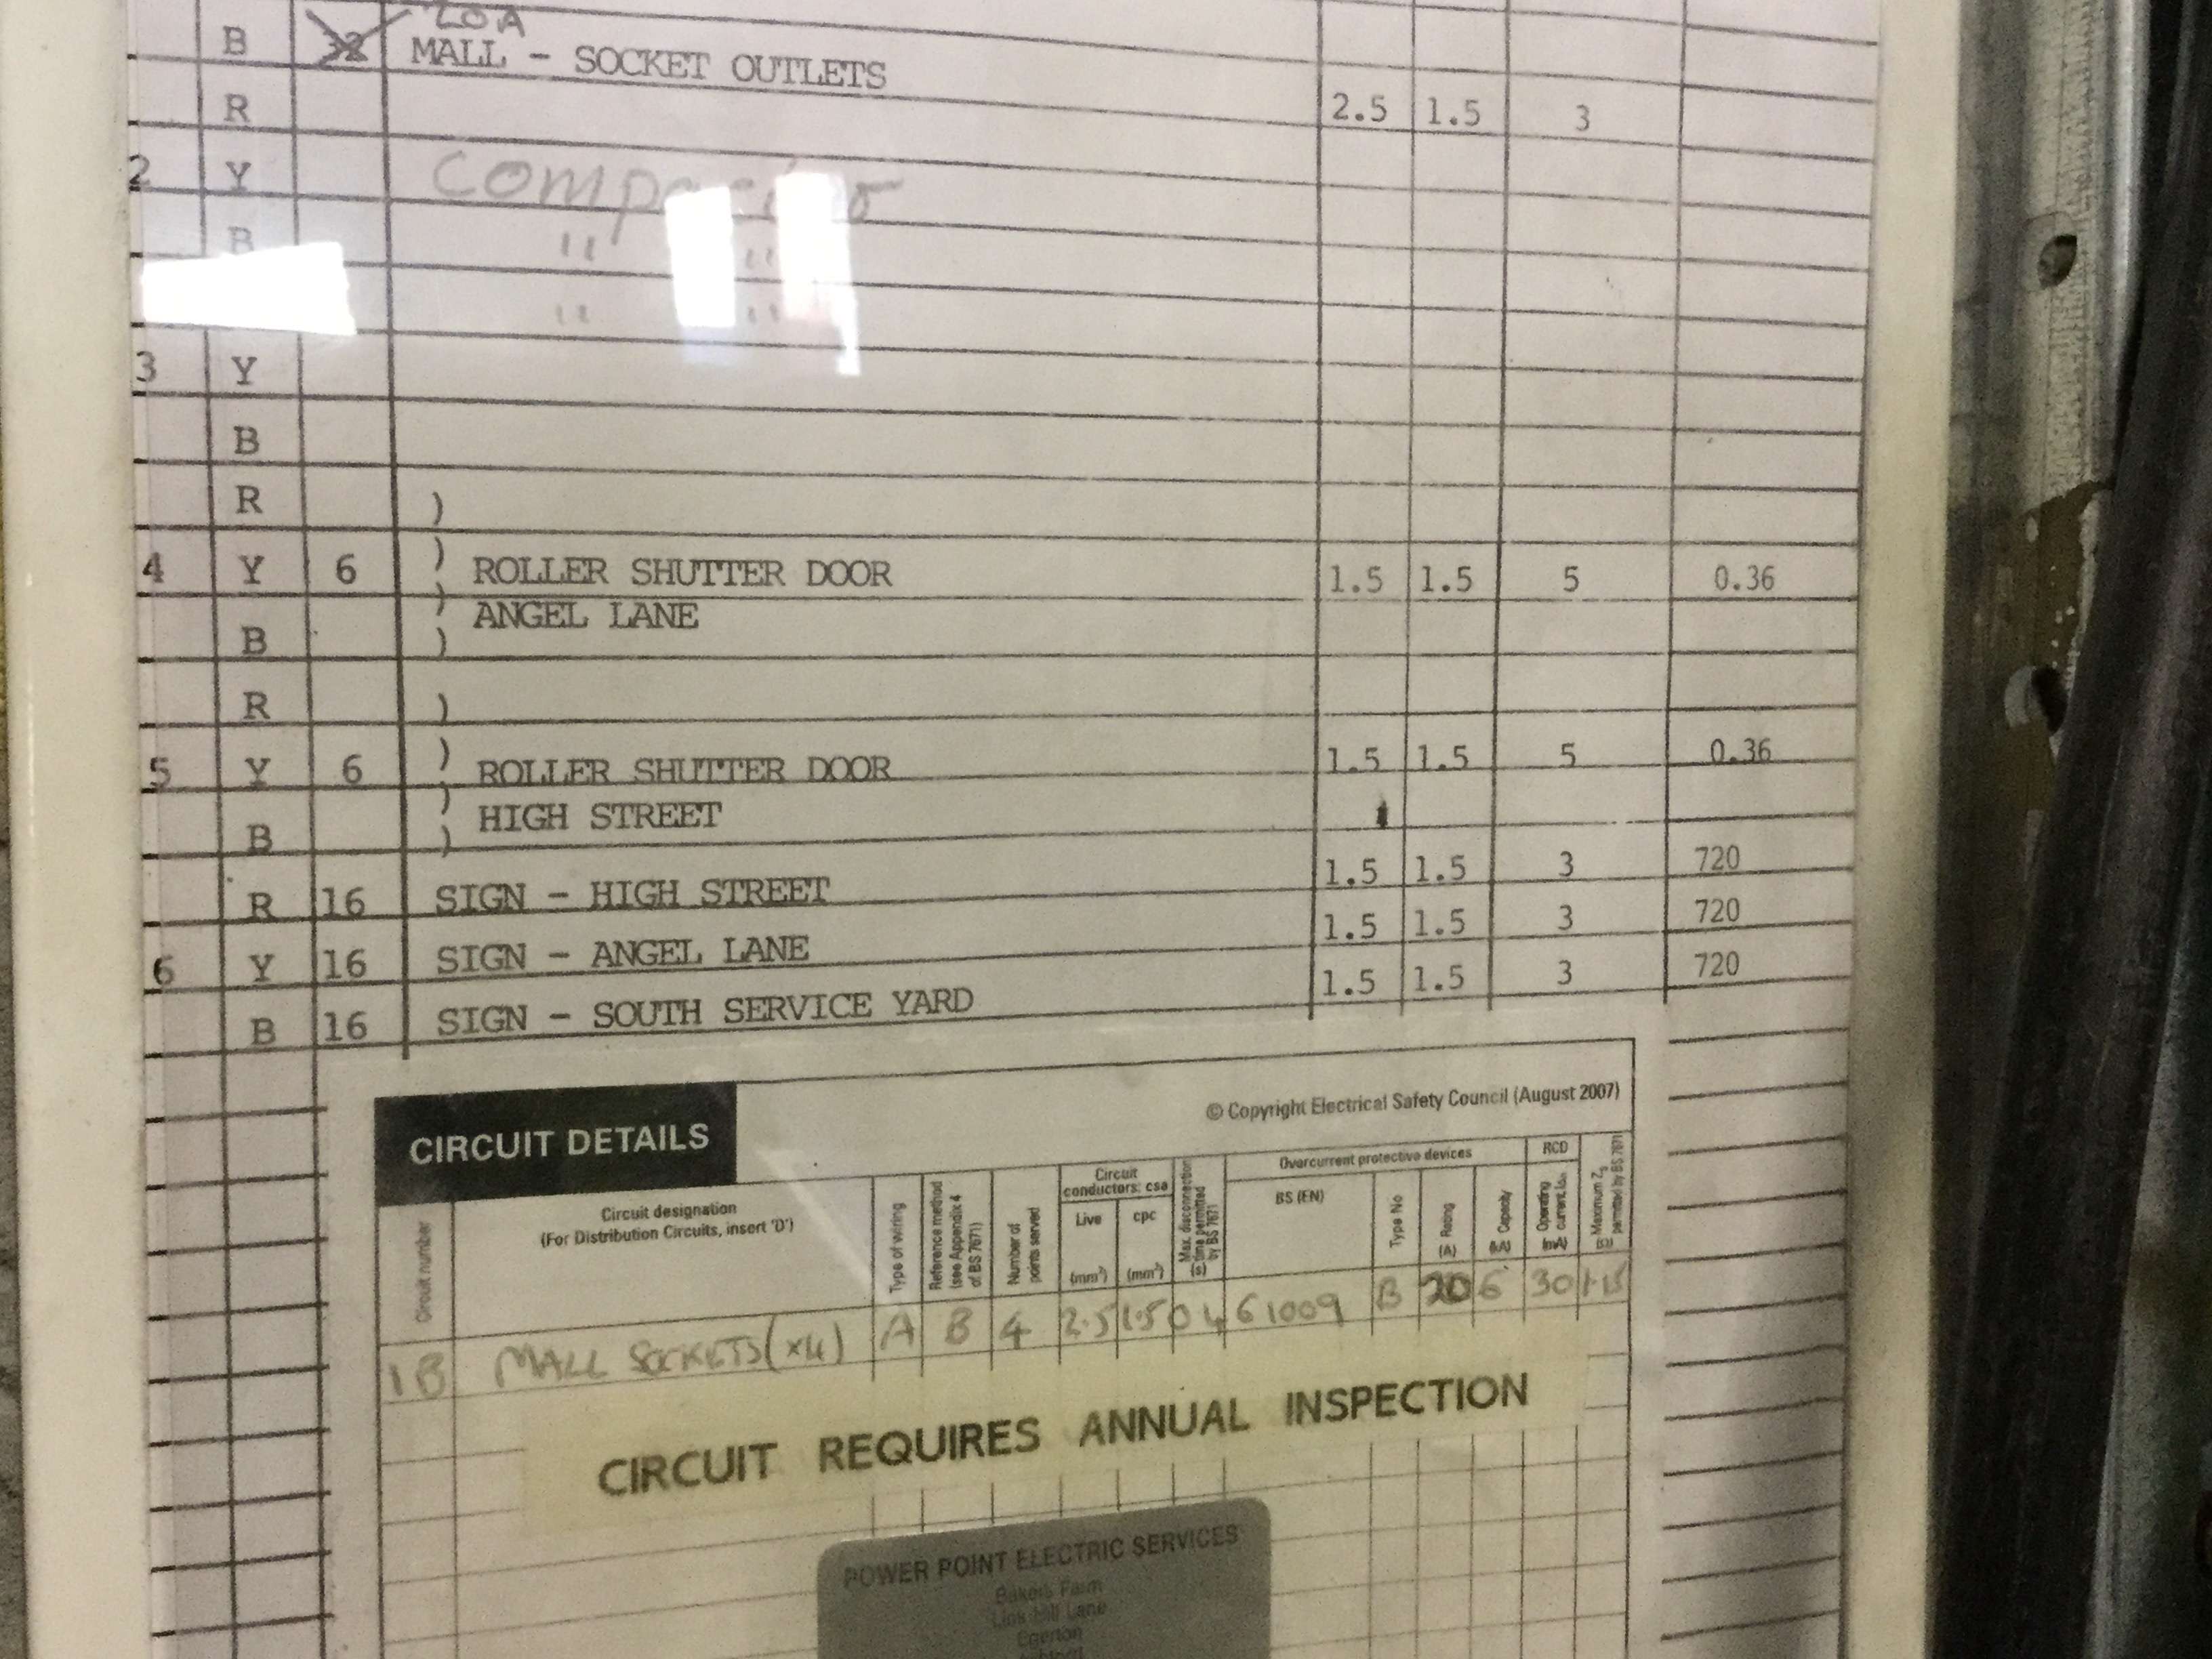 20A
B 32 MALL - SOCKET OUTLETS
R 2.5 1.5 3
2 Y
B " "
" "
3 Y
B
R )
4 Y 6 ) ROLLER SHUTTER DOOR 1.5 1.5 5 0.36
) ANGEL LANE
B )
R )
5 Y 6 ) ROLLER SHUTTER DOOR 1.5 1.5 5 0.36
) HIGH STREET
B )
R 16 SIGN - HIGH STREET 1.5 1.5 3 720
6 Y 16 SIGN - ANGEL LANE 1.5 1.5 3 720
B 16 SIGN - SOUTH SERVICE YARD 1.5 1.5 3 720
© Copyright Electrical Safety Council (August 2007)
CIRCUIT DETAILS
Circuit number
Circuit designation
(For Distribution Circuits, insert 'D')
Type of wiring
Reference method
(see Appendix 4
of BS 7671)
Number of
points served
Circuit
conductors: csa
Live
(mm²)
cpc
(mm²)
Max. disconnection
time permitted
by BS 7671
(s)
Overcurrent protective devices
BS (EN)
Type No
Rating
(A)
Capacity
(kA)
RCD
Operating
current, I∆n
(mA)
Maximum Zs
permitted by BS 7671
(Ω)
1B MALL SOCKETS (x4) A B 4 2.5 1.5 0.4 61009 B 20 6 30 1.15
CIRCUIT REQUIRES ANNUAL INSPECTION
POWER POINT ELECTRIC SERVICES
Bakers Farm
Link Hill Lane
Egerton